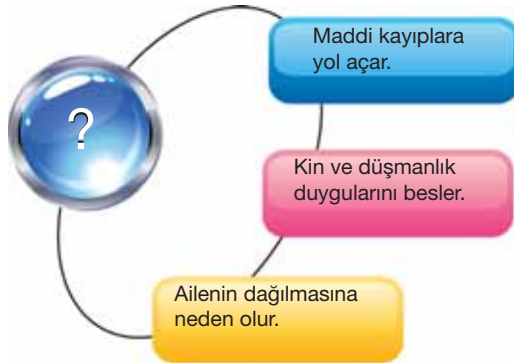 ?
Maddi kayıplara
yol açar.
Kin ve düşmanlık
duygularını besler.
Ailenin dağılmasına
neden olur.